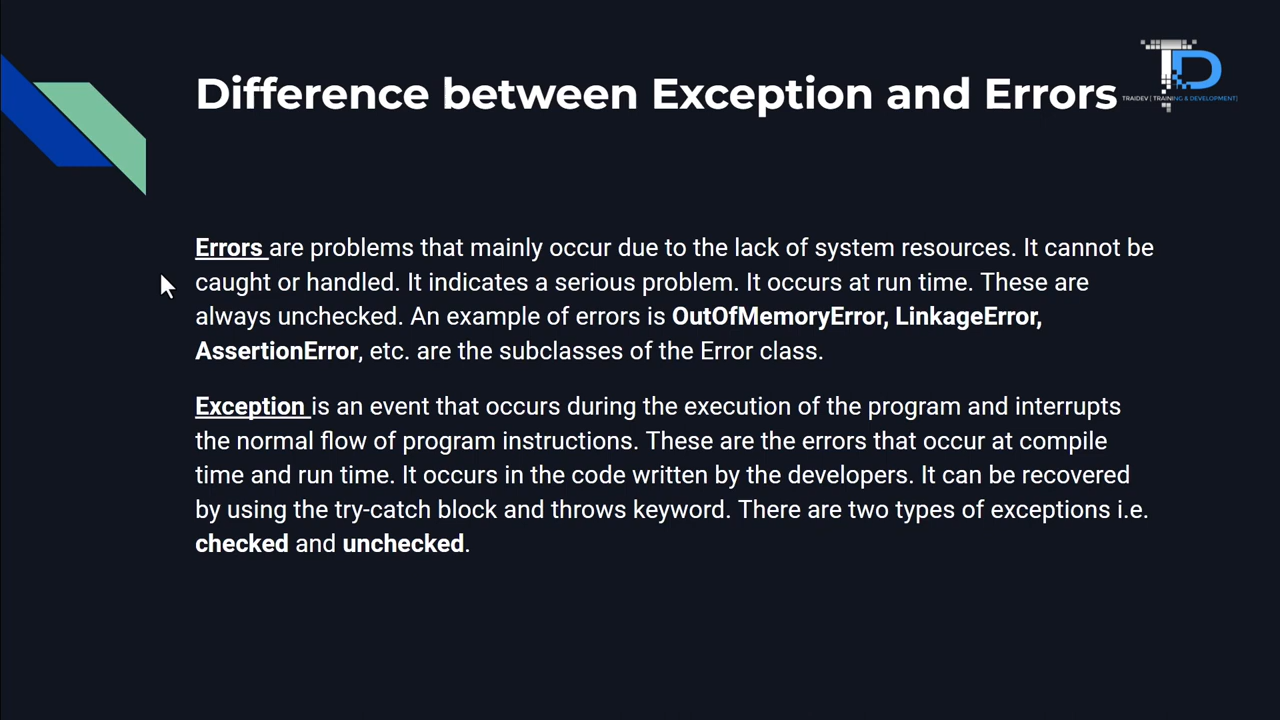 Difference between Exception and Errors
TRAIDEV [ TRAINING & DEVELOPMENT]
Errors are problems that mainly occur due to the lack of system resources. It cannot be
caught or handled. It indicates a serious problem. It occurs at run time. These are
always unchecked. An example of errors is OutOfMemoryError, LinkageError,
AssertionError, etc. are the subclasses of the Error class.
Exception is an event that occurs during the execution of the program and interrupts
the normal flow of program instructions. These are the errors that occur at compile
time and run time. It occurs in the code written by the developers. It can be recovered
by using the try-catch block and throws keyword. There are two types of exceptions i.e.
checked and unchecked.